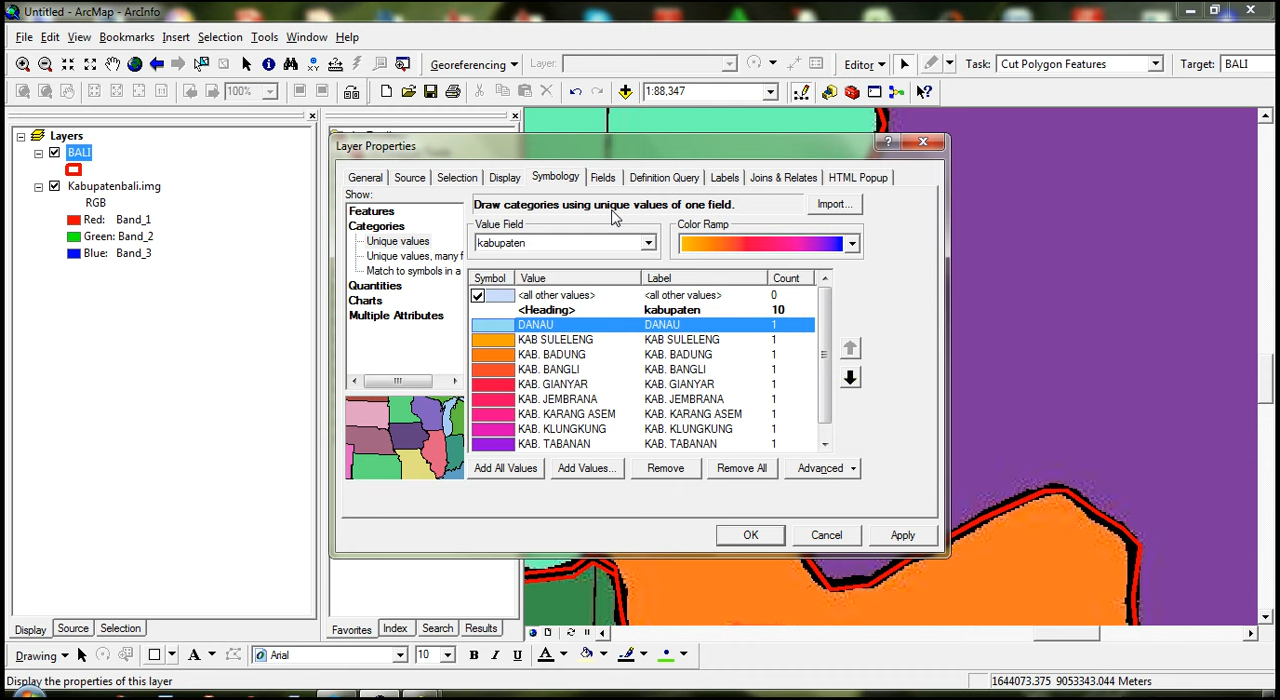 Untitled - ArcMap - ArcInfo
File Edit View Bookmarks Insert Selection Tools Window Help
Georeferencing Layer: Editor Task: Cut Polygon Features Target: BALI
100% 1:88,347
Layers
BALI
Kabupatenbali.img
RGB
Red: Band_1
Green: Band_2
Blue: Band_3
Layer Properties
General Source Selection Display Symbology Fields Definition Query Labels Joins & Relates HTML Popup
Show:
Features
Categories
Unique values
Unique values, many f
Match to symbols in a
Quantities
Charts
Multiple Attributes
Draw categories using unique values of one field.
Import...
Value Field
kabupaten
Color Ramp
Symbol Value Label Count
<all other values> <all other values> 0
<Heading> kabupaten 10
DANAU DANAU 1
KAB SULELENG KAB SULELENG 1
KAB. BADUNG KAB. BADUNG 1
KAB. BANGLI KAB. BANGLI 1
KAB. GIANYAR KAB. GIANYAR 1
KAB. JEMBRANA KAB. JEMBRANA 1
KAB. KARANG ASEM KAB. KARANG ASEM 1
KAB. KLUNGKUNG KAB. KLUNGKUNG 1
KAB. TABANAN KAB. TABANAN 1
Add All Values Add Values... Remove Remove All Advanced
OK Cancel Apply
Display Source Selection
Favorites Index Search Results
Drawing A Arial 10 B I U A
Display the properties of this layer
1644073.375 9053343.044 Meters